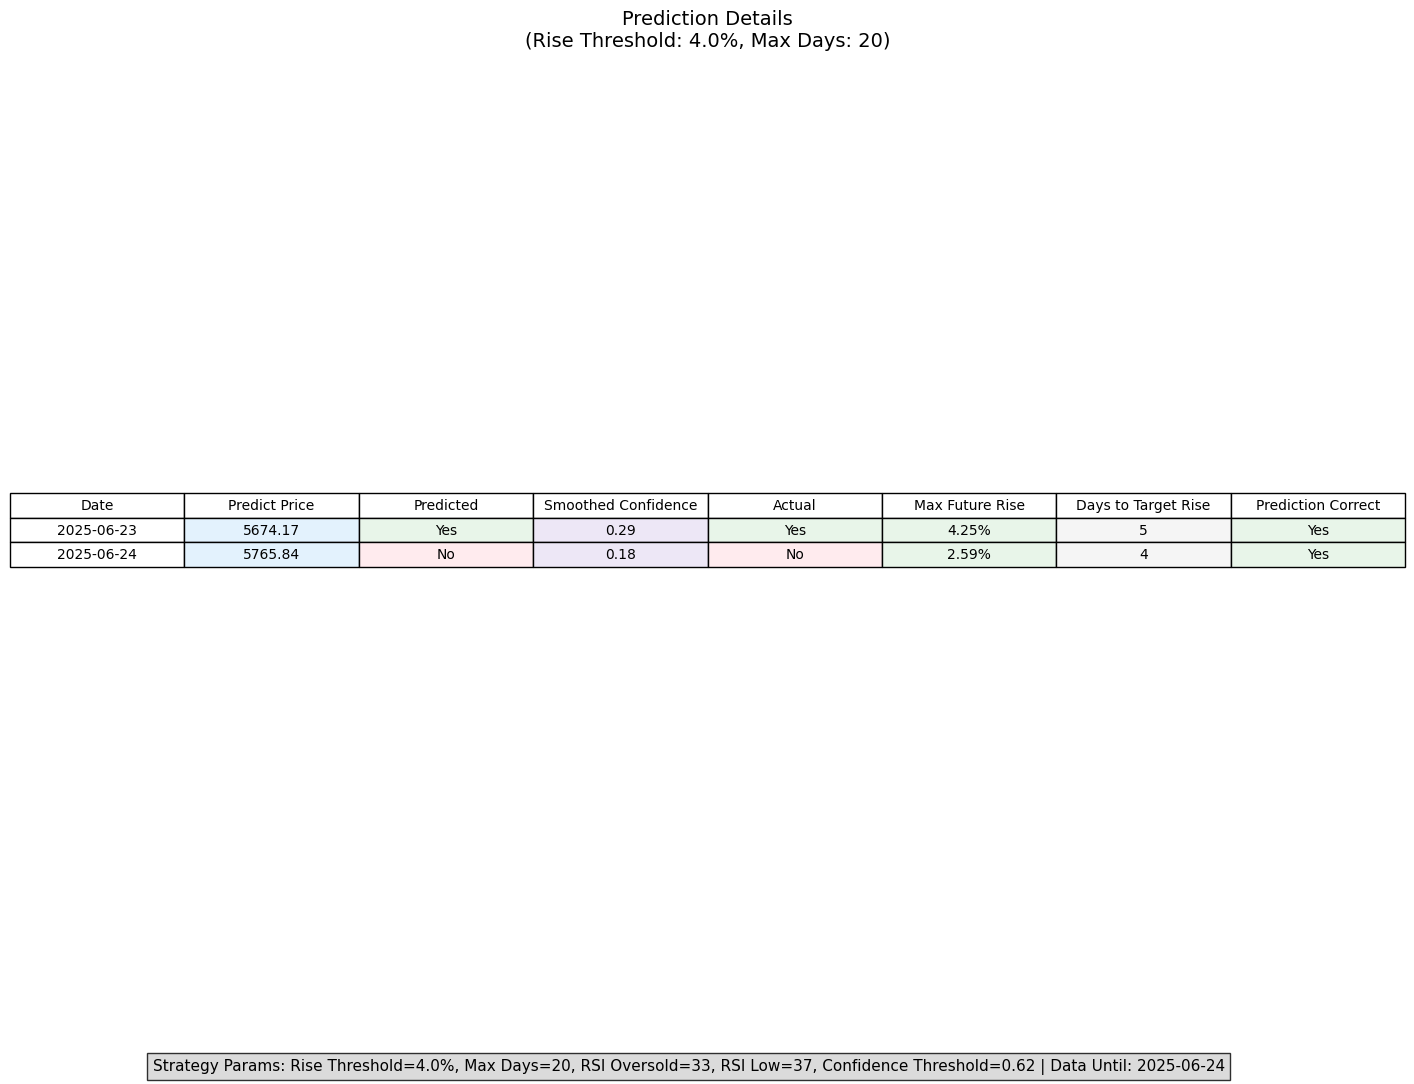 Prediction Details
(Rise Threshold: 4.0%, Max Days: 20)
Date Predict Price Predicted Smoothed Confidence Actual Max Future Rise Days to Target Rise Prediction Correct
2025-06-23 5674.17 Yes 0.29 Yes 4.25% 5 Yes
2025-06-24 5765.84 No 0.18 No 2.59% 4 Yes
Strategy Params: Rise Threshold=4.0%, Max Days=20, RSI Oversold=33, RSI Low=37, Confidence Threshold=0.62 | Data Until: 2025-06-24